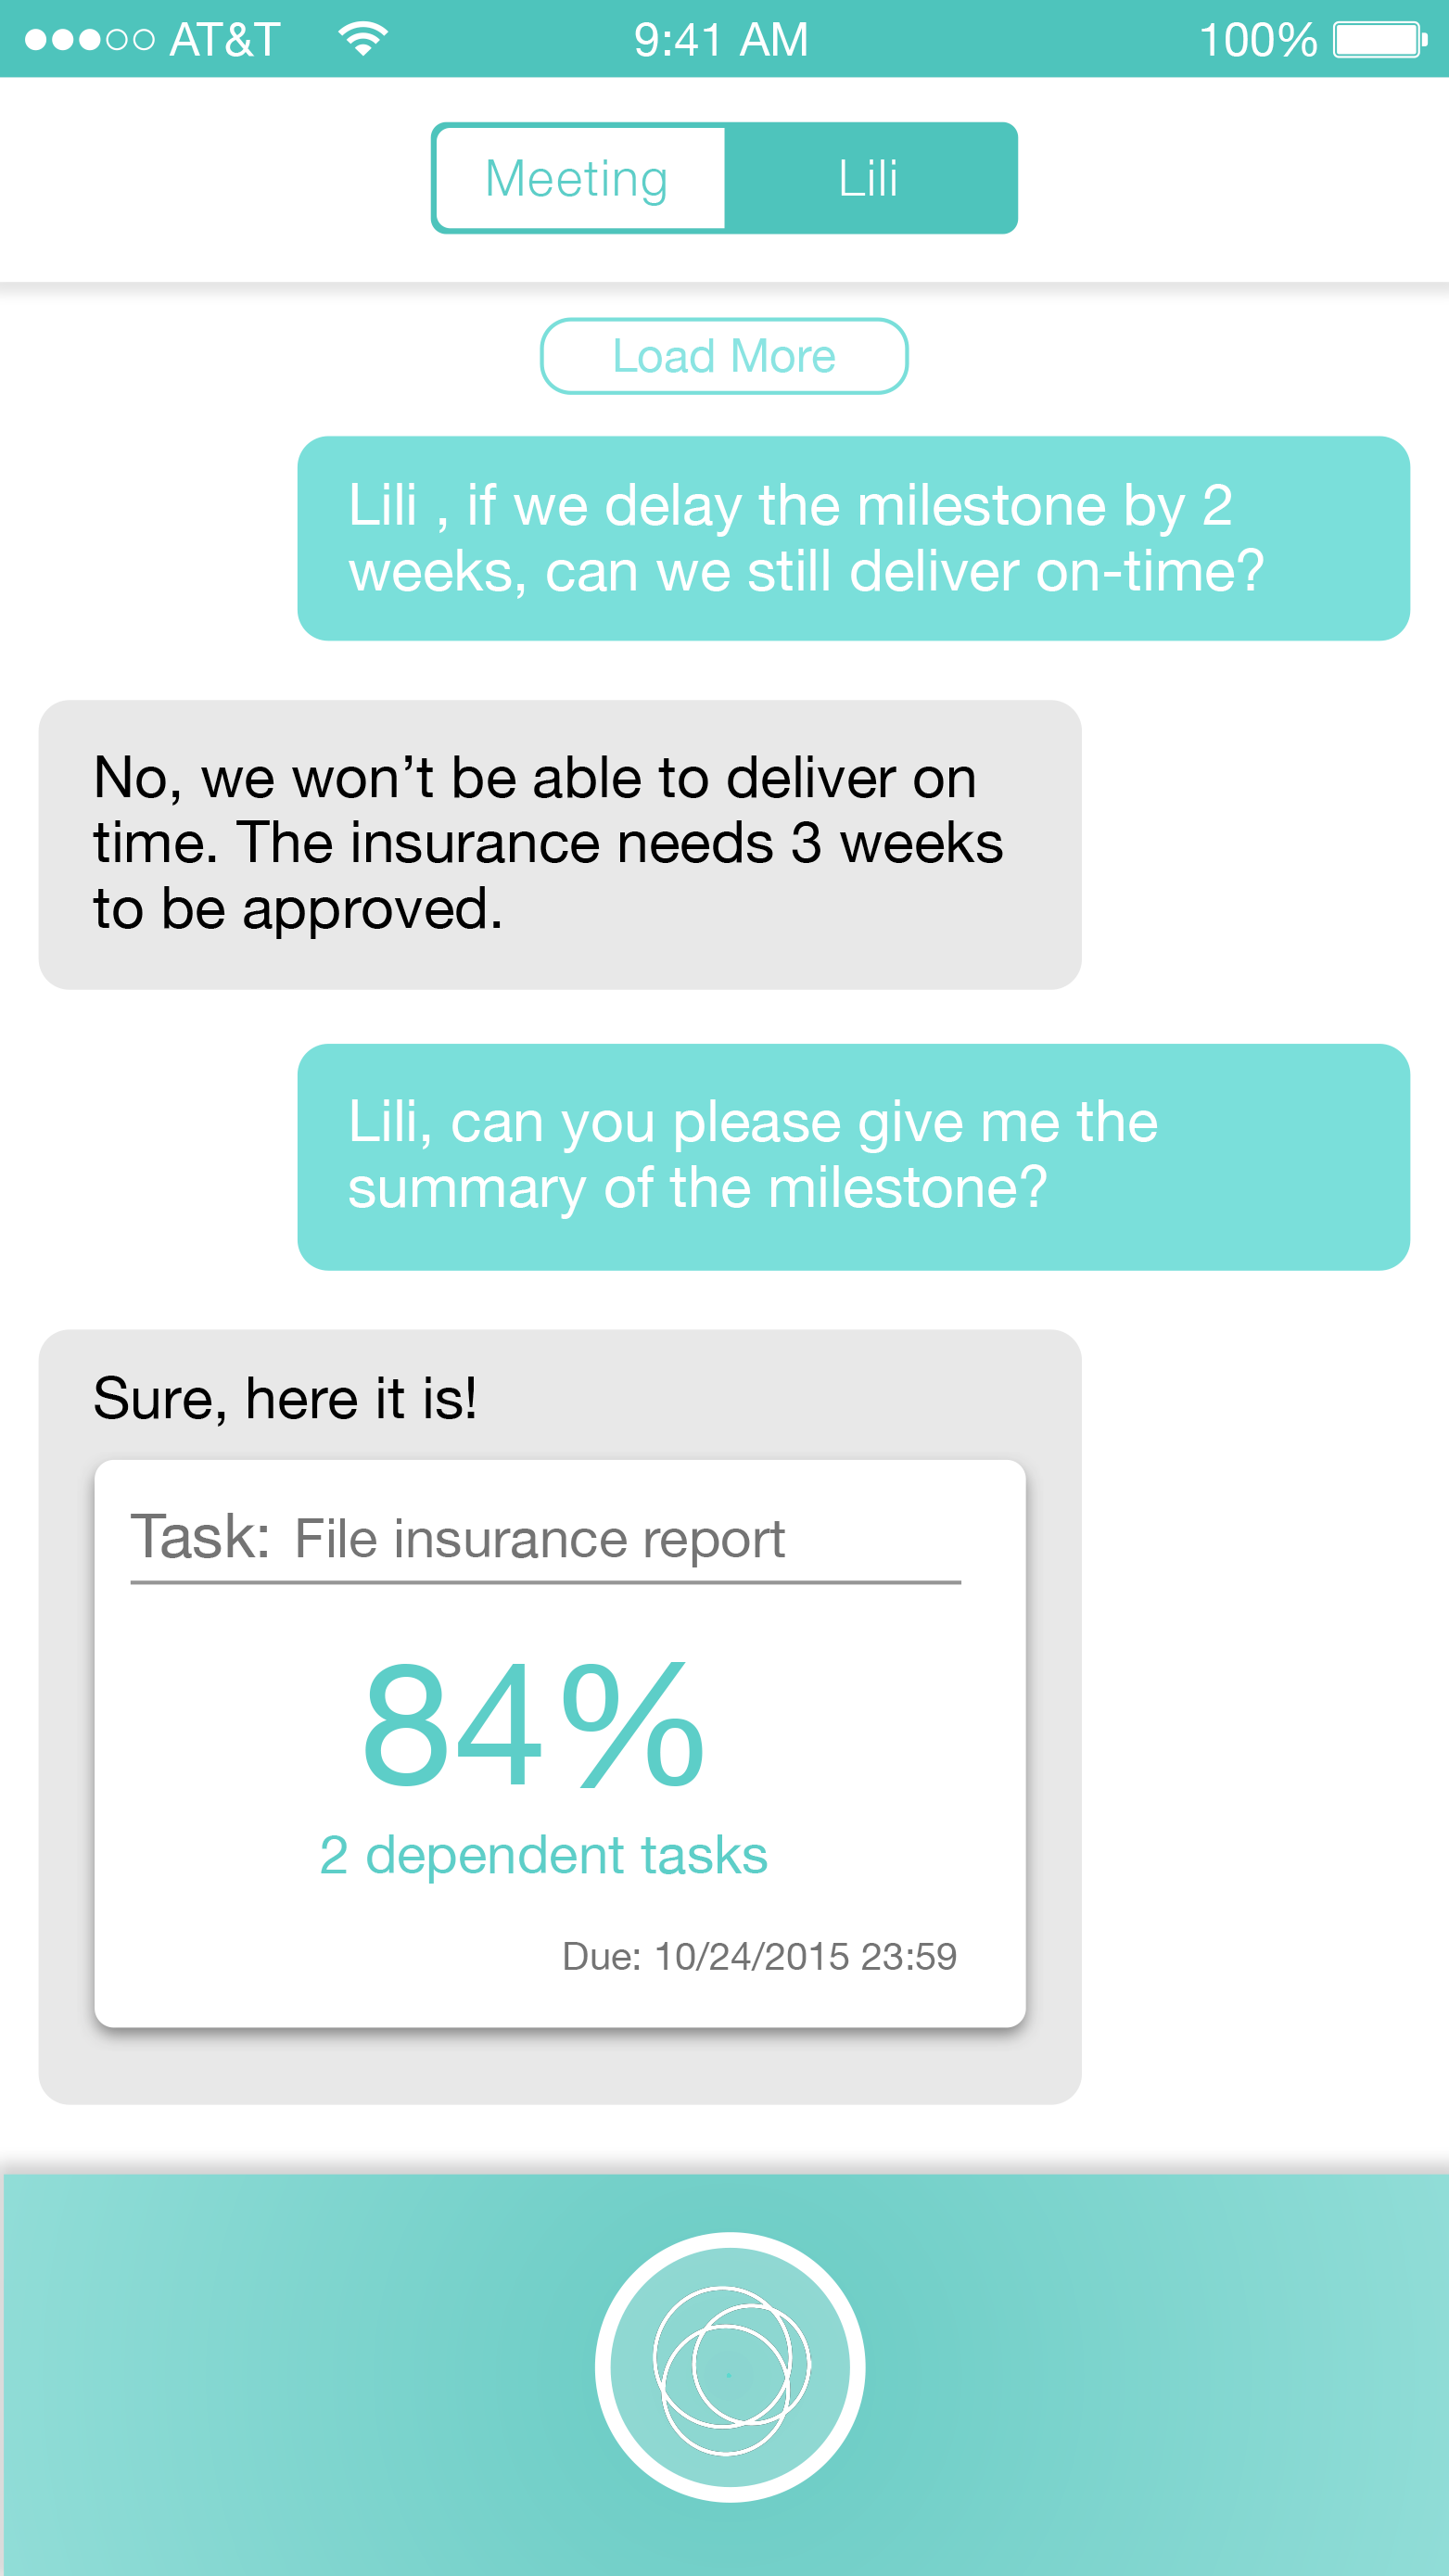 AT&T 9:41 AM 100%
Meeting Lili
Load More
Lili , if we delay the milestone by 2
weeks, can we still deliver on-time?
No, we won’t be able to deliver on
time. The insurance needs 3 weeks
to be approved.
Lili, can you please give me the
summary of the milestone?
Sure, here it is!
Task: File insurance report
84%
2 dependent tasks
Due: 10/24/2015 23:59